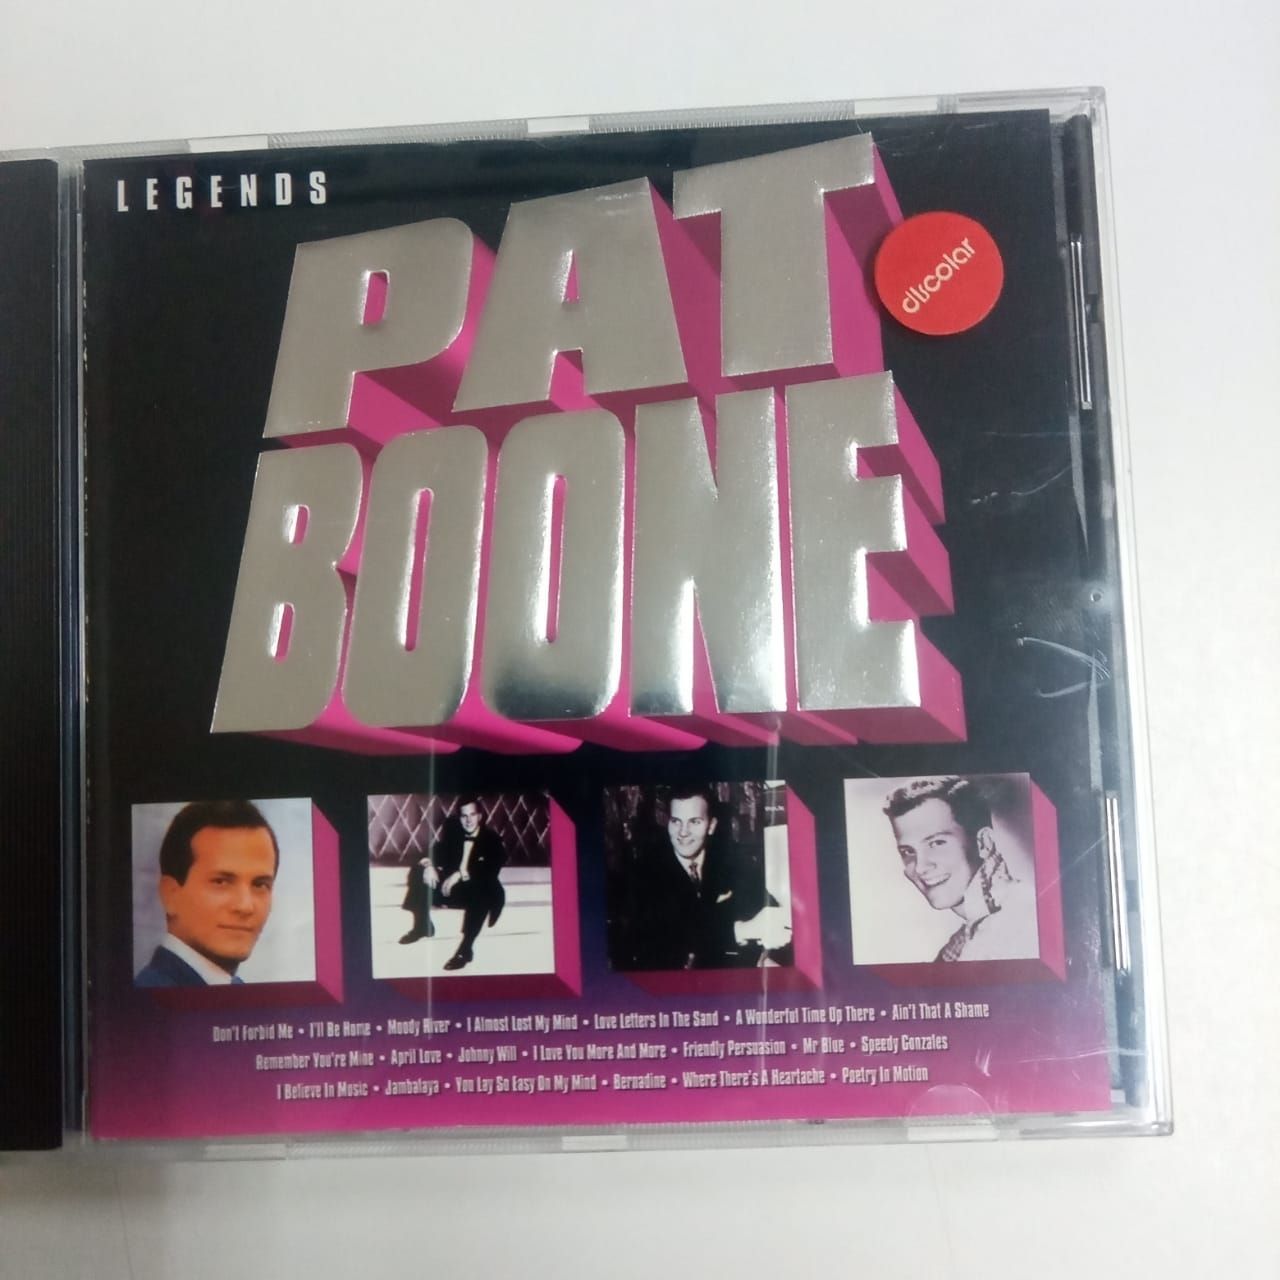 LEGENDS
PAT
BOONE
discolar
Don't Forbid Me • I'll Be Home • Moody River • I Almost Lost My Mind • Love Letters In The Sand • A Wonderful Time Up There • Ain't That A Shame
Remember You're Mine • April Love • Johnny Will • I Love You More And More • Friendly Persuasion • Mr Blue • Speedy Gonzales
I Believe In Music • Jambalaya • You Lay So Easy On My Mind • Bernadine • Where There's A Heartache • Poetry In Motion